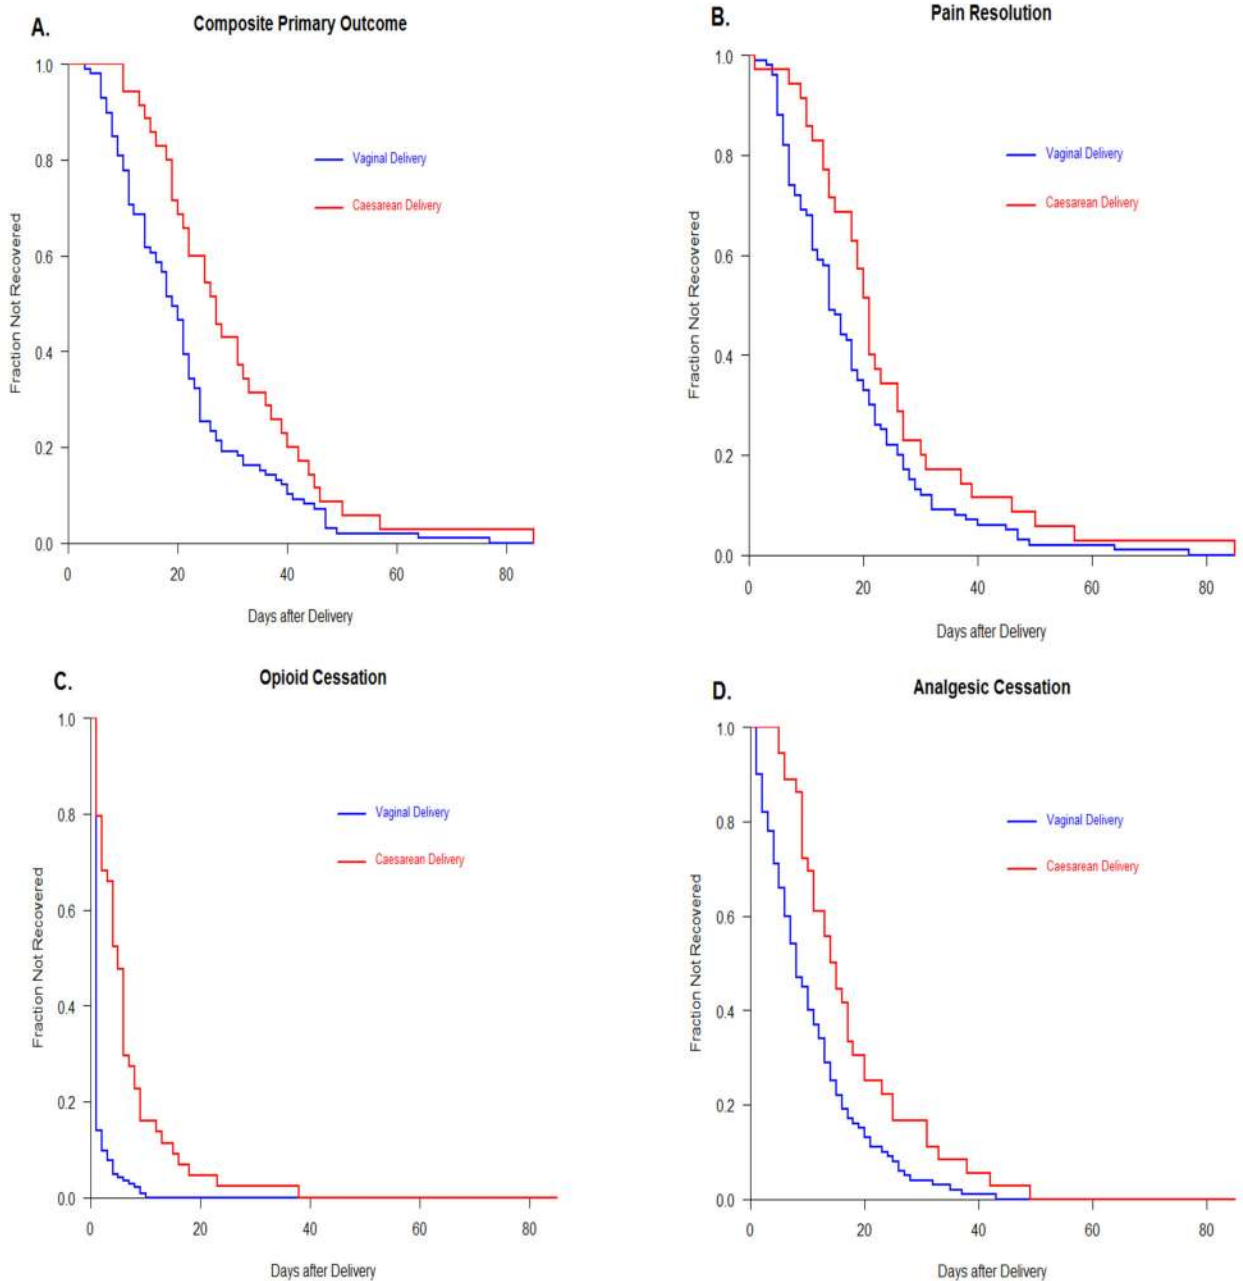 A.
Composite Primary Outcome
1.0
0.8
0.6
0.4
0.2
0.0
Fraction Not Recovered
Vaginal Delivery
Caesarean Delivery
0 20 40 60 80
Days after Delivery
B.
Pain Resolution
1.0
0.8
0.6
0.4
0.2
0.0
Fraction Not Recovered
Vaginal Delivery
Caesarean Delivery
0 20 40 60 80
Days after Delivery
C.
Opioid Cessation
1.0
0.8
0.6
0.4
0.2
0.0
Fraction Not Recovered
Vaginal Delivery
Caesarean Delivery
0 20 40 60 80
Days after Delivery
D.
Analgesic Cessation
1.0
0.8
0.6
0.4
0.2
0.0
Fraction Not Recovered
Vaginal Delivery
Caesarean Delivery
0 20 40 60 80
Days after Delivery